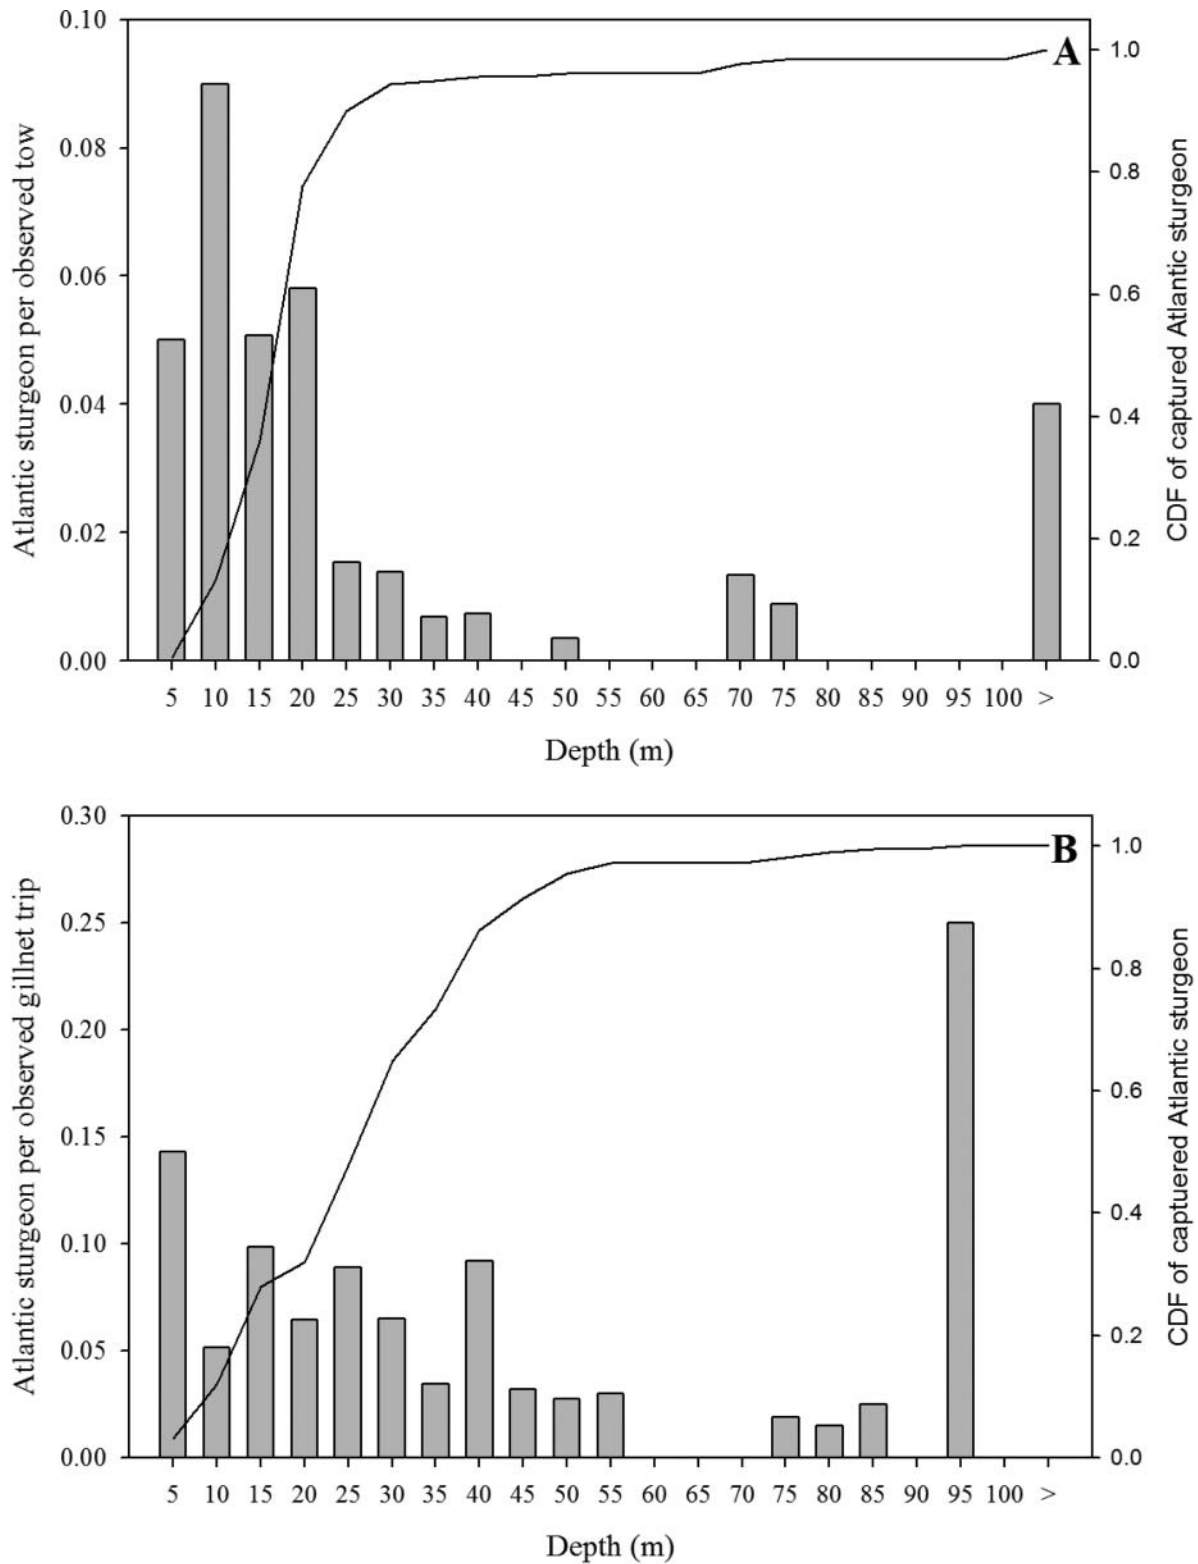 A
Atlantic sturgeon per observed tow
0.10
0.08
0.06
0.04
0.02
0.00
1.0
0.8
0.6
0.4
0.2
0.0
CDF of captured Atlantic sturgeon
5 10 15 20 25 30 35 40 45 50 55 60 65 70 75 80 85 90 95 100 >
Depth (m)
B
Atlantic sturgeon per observed gillnet trip
0.30
0.25
0.20
0.15
0.10
0.05
0.00
1.0
0.8
0.6
0.4
0.2
0.0
CDF of captuered Atlantic sturgeon
5 10 15 20 25 30 35 40 45 50 55 60 65 70 75 80 85 90 95 100 >
Depth (m)